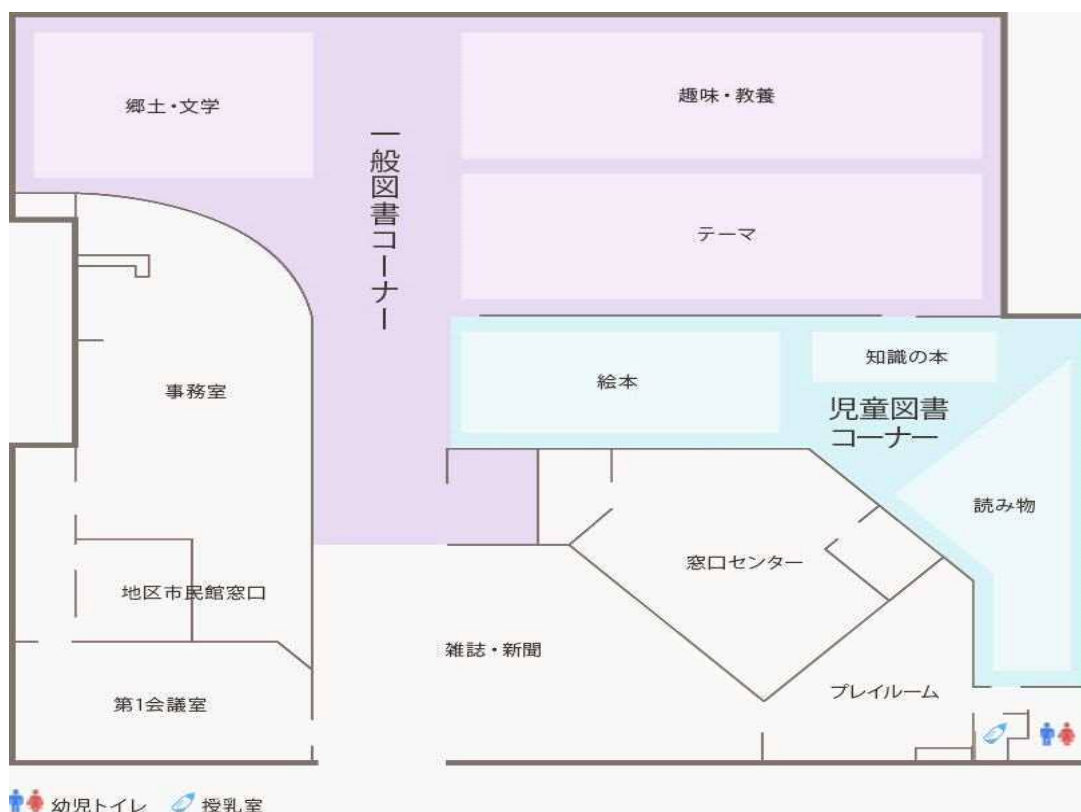 郷土・文学
趣味・教養
一般図書コーナー
テーマ
絵本
知識の本
児童図書
コーナー
事務室
読み物
窓口センター
地区市民館窓口
雑誌・新聞
プレイルーム
第1会議室
幼児トイレ 授乳室